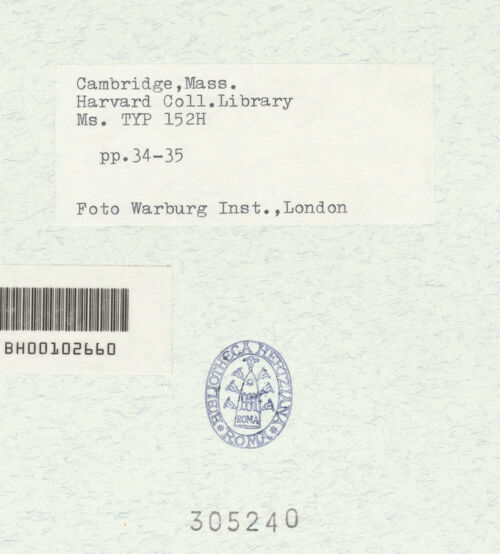 Cambridge,Mass.
Harvard Coll.Library
Ms. TYP 152H
pp.34-35
Foto Warburg Inst.,London
BH00102660
BIBLIOTHECA HERTZIANA
ROMA
* ROMA *
305240